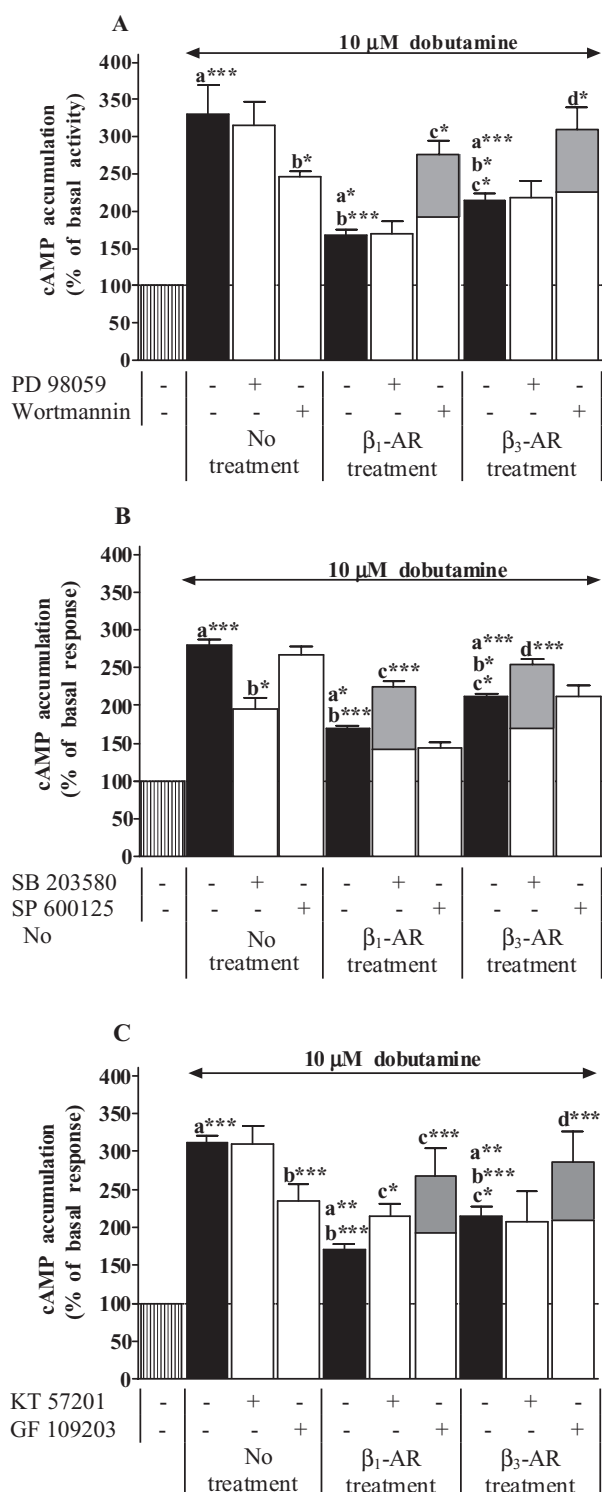 A
10 μM dobutamine
cAMP accumulation
(% of basal activity)
400
350
300
250
200
150
100
50
0
a***
b*
a*
b***
c*
a***
b*
c*
d*
PD 98059 - - + - - + - - + -
Wortmannin - - - + - - + - - +
No treatment
β1-AR treatment
β3-AR treatment
B
10 μM dobutamine
cAMP accumulation
(% of basal response)
400
350
300
250
200
150
100
50
0
a***
b*
a*
b***
c***
a***
b*
c*
d***
SB 203580 - - + - - + - - + -
SP 600125 - - - + - - + - - +
No
No treatment
β1-AR treatment
β3-AR treatment
C
10 μM dobutamine
cAMP accumulation
(% of basal response)
400
350
300
250
200
150
100
50
0
a***
b***
a**
b***
c*
c***
a**
b***
c*
d***
KT 57201 - - + - - + - - + -
GF 109203 - - - + - - + - - +
No treatment
β1-AR treatment
β3-AR treatment